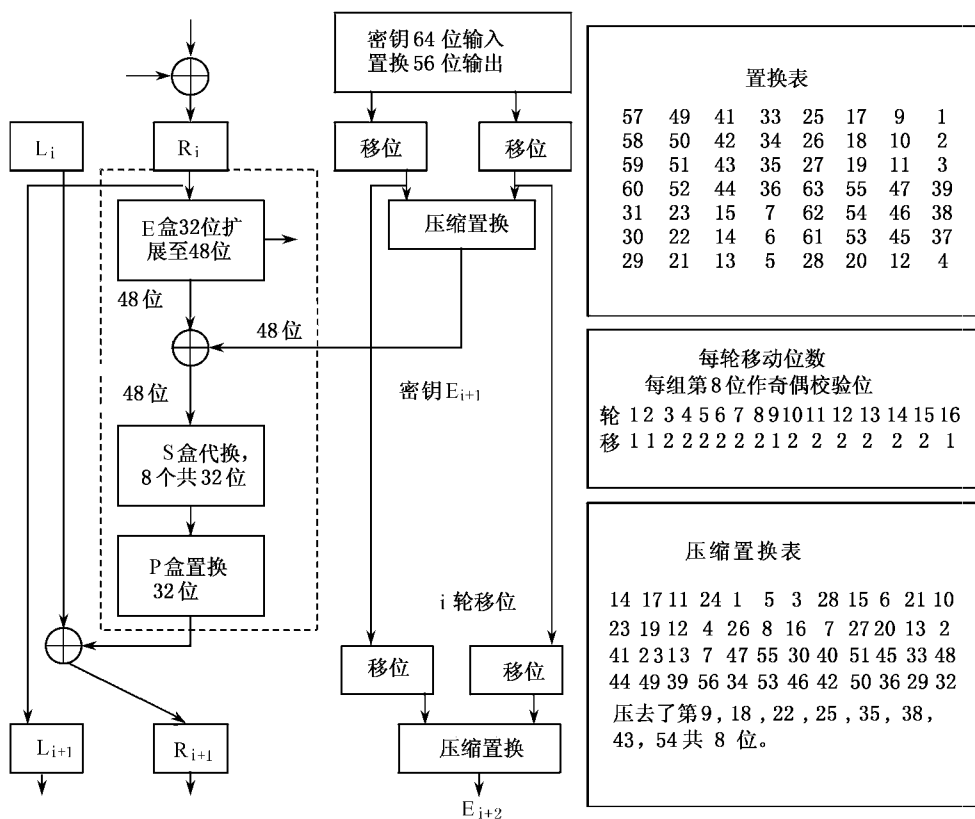 密钥64位输入
置换56位输出
L i
R i
移位
移位
E盒32位扩
展至48位
压缩置换
48位
48位
48位
密钥E i+1
S盒代换,
8个共32位
P盒置换
32位
i轮移位
移位
移位
L i+1
R i+1
压缩置换
E i+2
置换表
57 49 41 33 25 17 9 1
58 50 42 34 26 18 10 2
59 51 43 35 27 19 11 3
60 52 44 36 63 55 47 39
31 23 15 7 62 54 46 38
30 22 14 6 61 53 45 37
29 21 13 5 28 20 12 4
每轮移动位数
每组第8位作奇偶校验位
轮 1 2 3 4 5 6 7 8 9 10 11 12 13 14 15 16
移 1 1 2 2 2 2 2 2 1 2 2 2 2 2 2 1
压缩置换表
14 17 11 24 1 5 3 28 15 6 21 10
23 19 12 4 26 8 16 7 27 20 13 2
41 23 13 7 47 55 30 40 51 45 33 48
44 49 39 56 34 53 46 42 50 36 29 32
压去了第9,18,22,25,35,38,
43,54共 8 位。